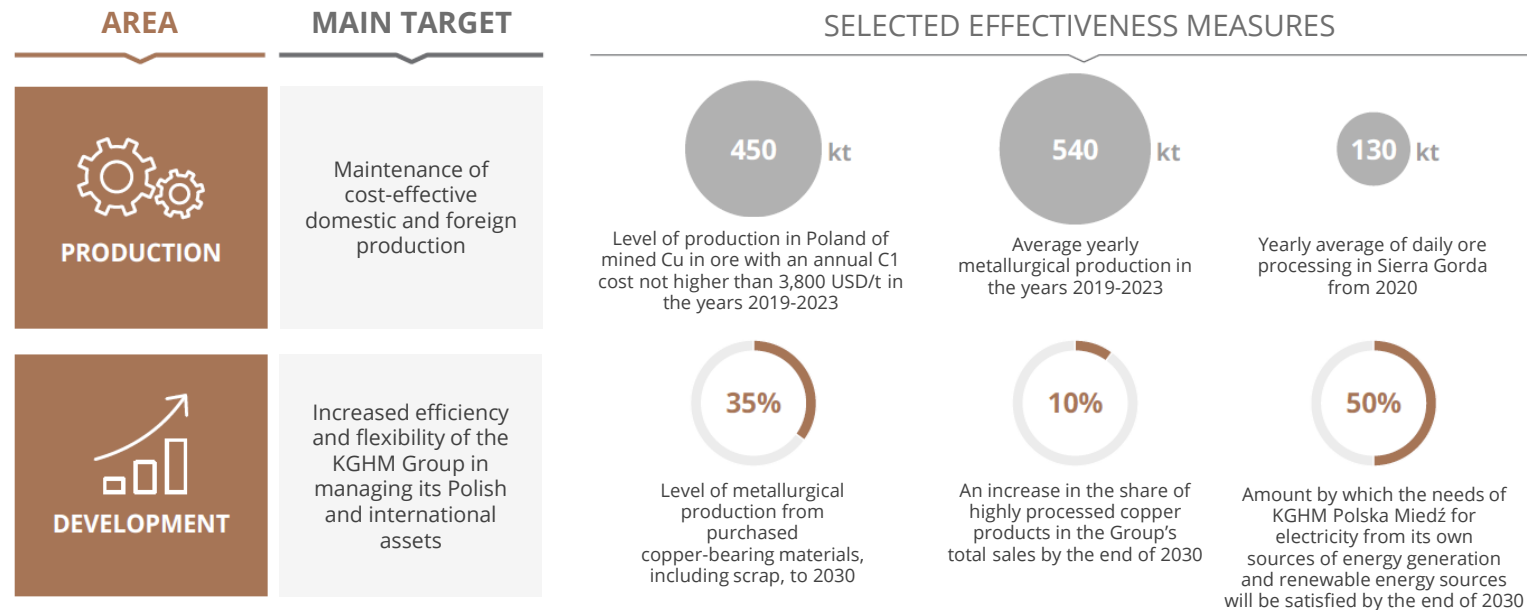 AREA
MAIN TARGET
SELECTED EFFECTIVENESS MEASURES
PRODUCTION
Maintenance of
cost-effective
domestic and foreign
production
450 kt
Level of production in Poland of
mined Cu in ore with an annual C1
cost not higher than 3,800 USD/t in
the years 2019-2023
540 kt
Average yearly
metallurgical production in
the years 2019-2023
130 kt
Yearly average of daily ore
processing in Sierra Gorda
from 2020
DEVELOPMENT
Increased efficiency
and flexibility of the
KGHM Group in
managing its Polish
and international
assets
35%
Level of metallurgical
production from
purchased
copper-bearing materials,
including scrap, to 2030
10%
An increase in the share of
highly processed copper
products in the Group's
total sales by the end of 2030
50%
Amount by which the needs of
KGHM Polska Miedź for
electricity from its own
sources of energy generation
and renewable energy sources
will be satisfied by the end of 2030